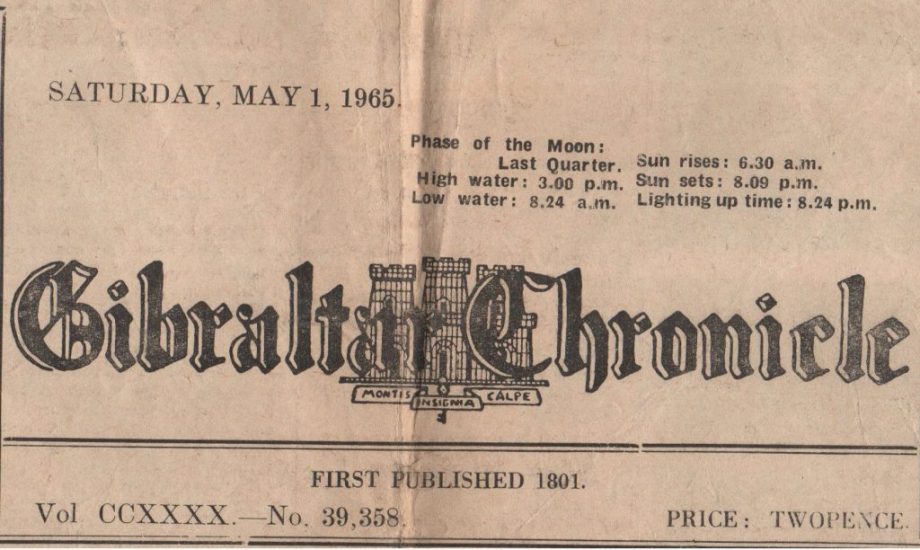 SATURDAY, MAY 1, 1965.
Phase of the Moon:
Last Quarter.
High water: 3.00 p.m.
Low water: 8.24 a.m.
Sun rises: 6.30 a.m.
Sun sets: 8.09 p.m.
Lighting up time: 8.24 p.m.
Gibraltar Chronicle
MONTIS INSIGNIA CALPE
FIRST PUBLISHED 1801.
Vol CCXXXX.—No. 39,358.
PRICE: TWOPENCE.